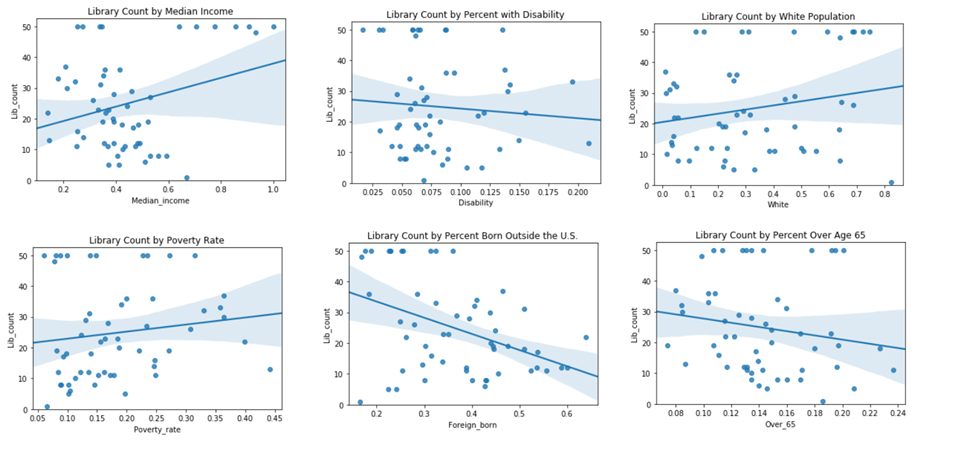 Library Count by Median Income
Lib_count
50
40
30
20
10
0
0.2 0.4 0.6 0.8 1.0
Median_income
Library Count by Percent with Disability
Lib_count
50
40
30
20
10
0
0.025 0.050 0.075 0.100 0.125 0.150 0.175 0.200
Disability
Library Count by White Population
Lib_count
50
40
30
20
10
0
0.0 0.2 0.4 0.6 0.8
White
Library Count by Poverty Rate
Lib_count
50
40
30
20
10
0
0.05 0.10 0.15 0.20 0.25 0.30 0.35 0.40 0.45
Poverty_rate
Library Count by Percent Born Outside the U.S.
Lib_count
50
40
30
20
10
0
0.2 0.3 0.4 0.5 0.6
Foreign_born
Library Count by Percent Over Age 65
Lib_count
50
40
30
20
10
0
0.08 0.10 0.12 0.14 0.16 0.18 0.20 0.22 0.24
Over_65